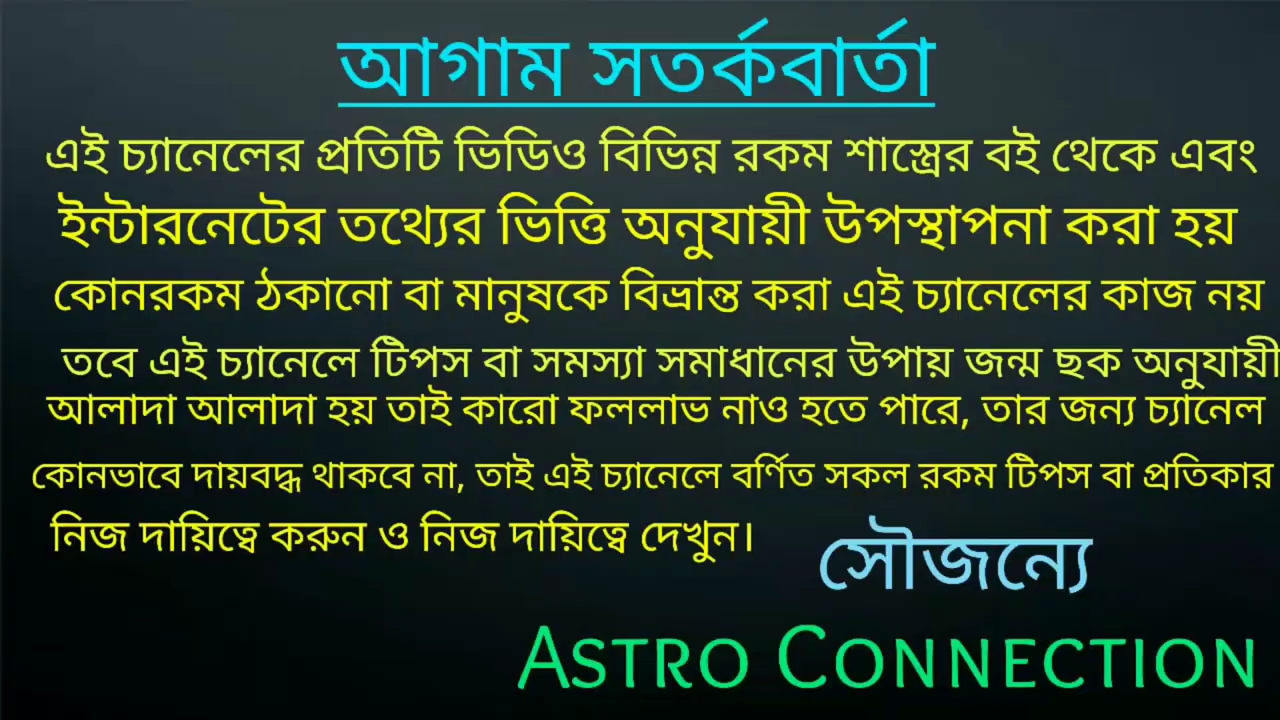 আগাম সতর্কবার্তা
এই চ্যানেলের প্রতিটি ভিডিও বিভিন্ন রকম শাস্ত্রের বই থেকে এবং
ইন্টারনেটের তথ্যের ভিত্তি অনুযায়ী উপস্থাপনা করা হয়
কোনরকম ঠকানো বা মানুষকে বিভ্রান্ত করা এই চ্যানেলের কাজ নয়
তবে এই চ্যানেলে টিপস বা সমস্যা সমাধানের উপায় জন্ম ছক অনুযায়ী
আলাদা আলাদা হয় তাই কারো ফললাভ নাও হতে পারে, তার জন্য চ্যানেল
কোনভাবে দায়বদ্ধ থাকবে না, তাই এই চ্যানেলে বর্ণিত সকল রকম টিপস বা প্রতিকার
নিজ দায়িত্বে করুন ও নিজ দায়িত্বে দেখুন।
সৌজন্যে
ASTRO CONNECTION